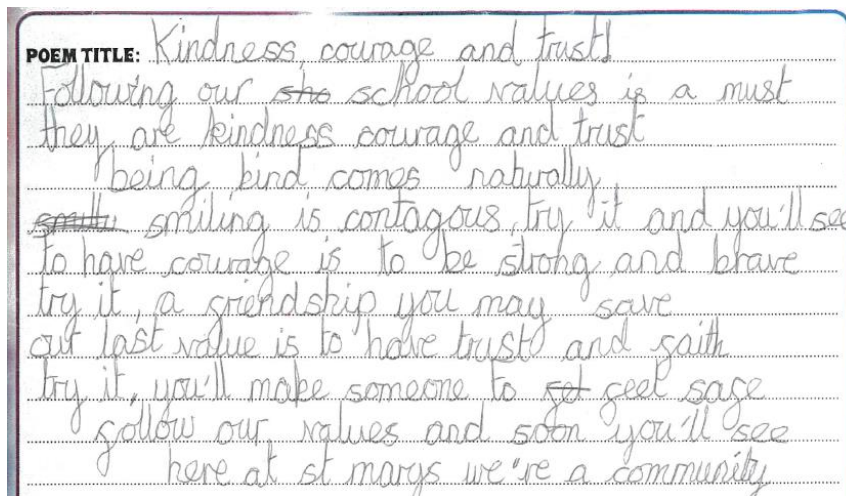 POEM TITLE: Kindness, courage and trust!
Following our sho school values is a must
they are kindness courage and trust
being kind comes naturally
smiling is contagous, try it and you'll see
to have courage is to be strong and brave
try it, a friendship you may save
our last value is to have trust and faith
try it, you'll make someone to fel feel safe
follow our values and soon you'll see
here at st marys we're a community